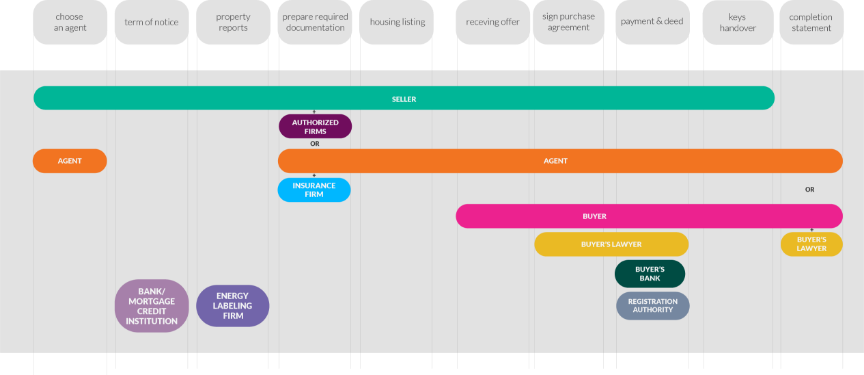 choose
an agent
term of notice
property
reports
prepare required
documentation
housing listing
receving offer
sign purchase
agreement
payment & deed
keys
handover
completion
statement
SELLER
AUTHORIZED
FIRMS
OR
AGENT
AGENT
INSURANCE
FIRM
OR
BUYER
BUYER'S LAWYER
BUYER'S
LAWYER
BUYER'S
BANK
BANK/
MORTGAGE
CREDIT
INSTITUTION
ENERGY
LABELING
FIRM
REGISTRATION
AUTHORITY